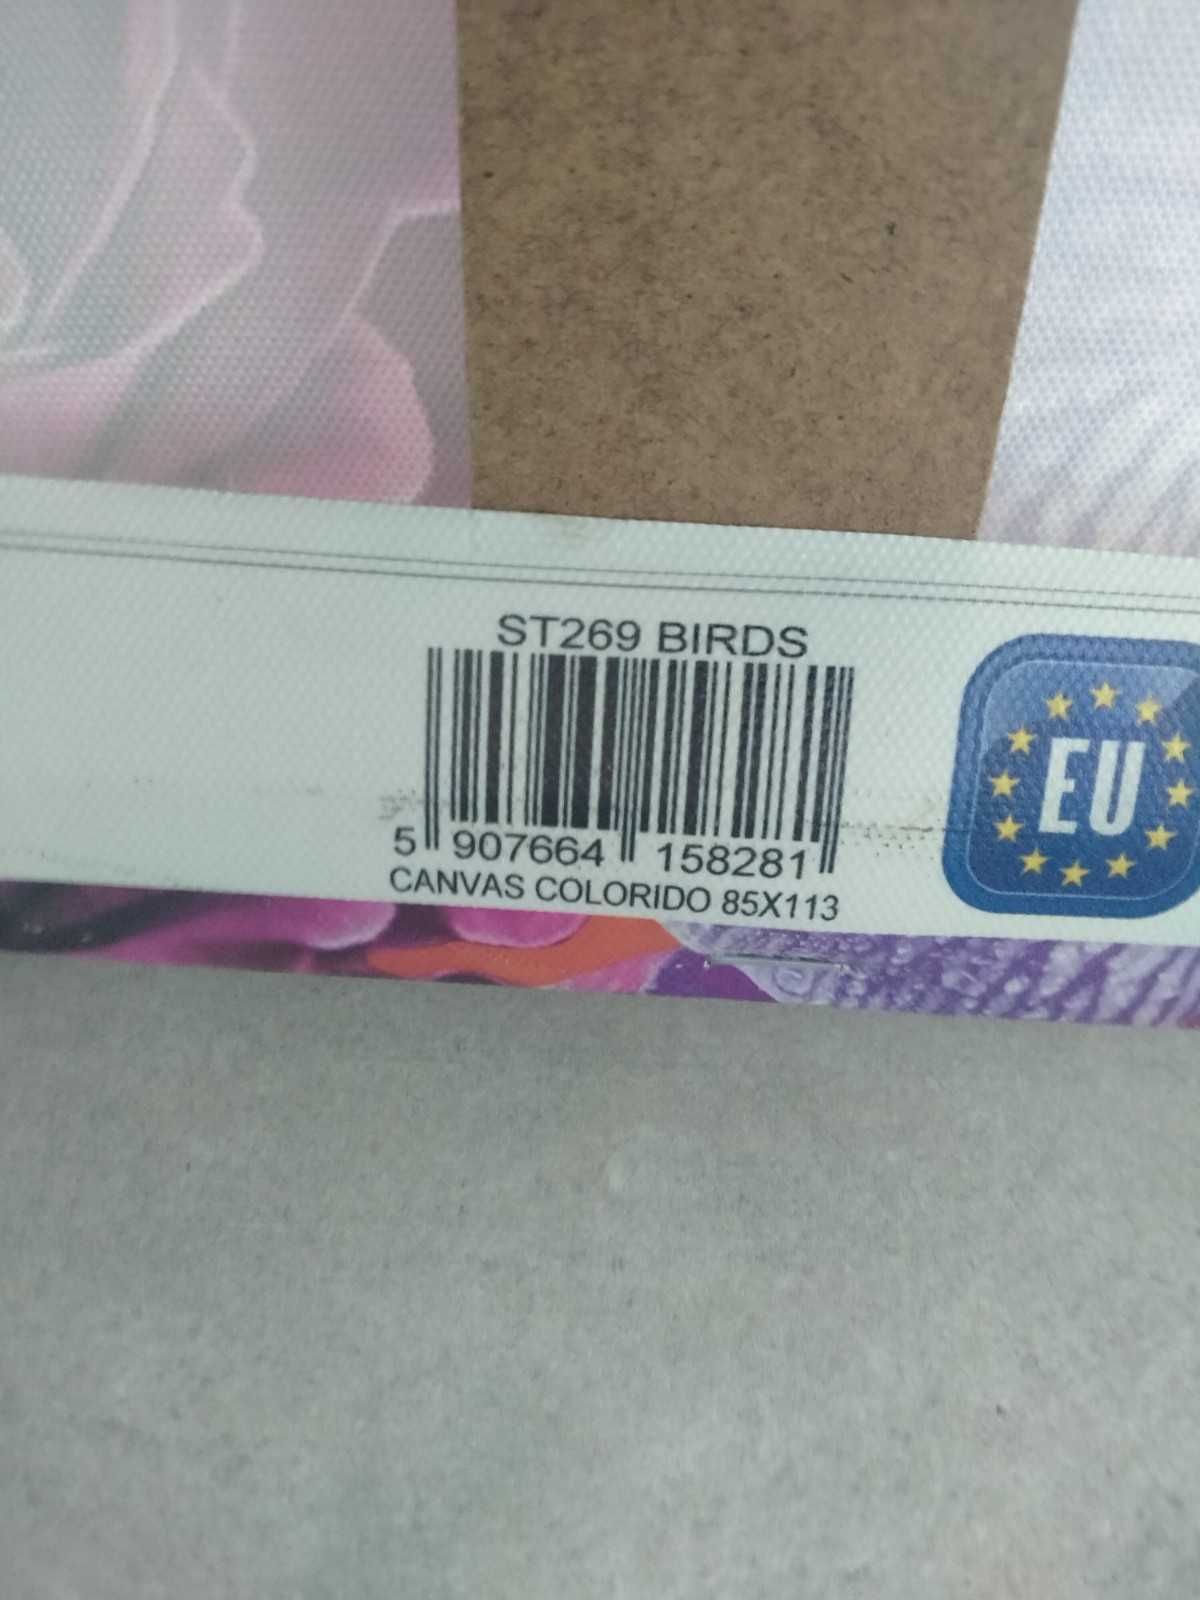 ST269 BIRDS
EU
5 907664 158281
CANVAS COLORIDO 85X113